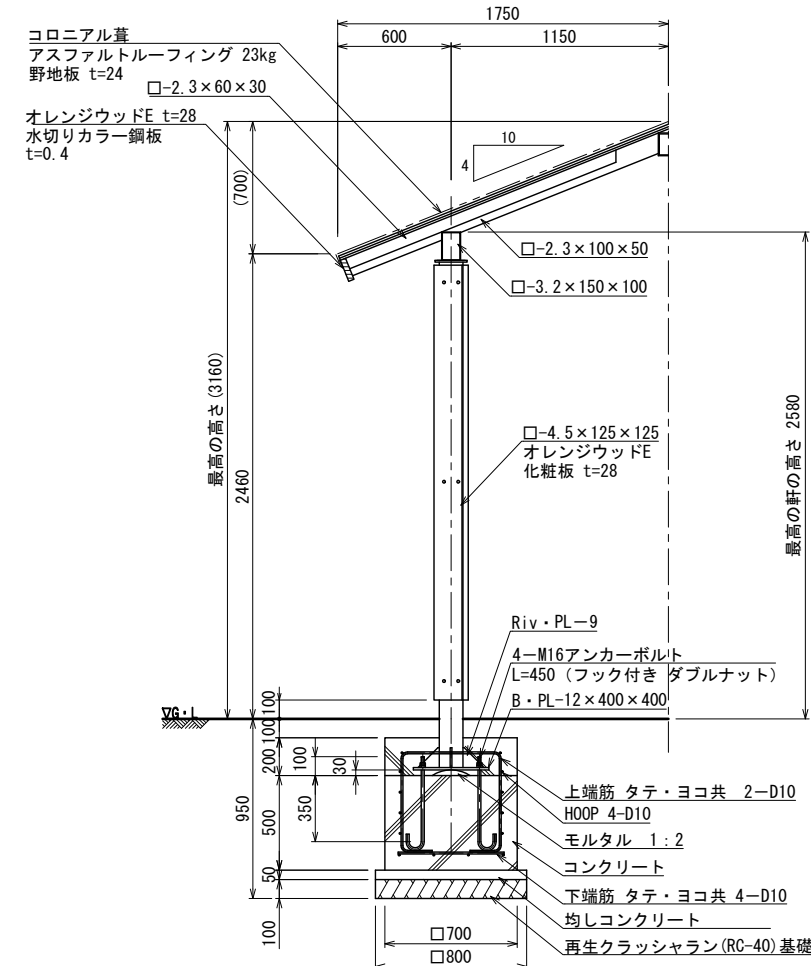 1750
600
1150
コロニアル葺
アスファルトルーフィング 23kg
野地板 t=24
□-2.3×60×30
オレンジウッドE t=28
水切りカラー鋼板
t=0.4
10
4
(700)
□-2.3×100×50
□-3.2×150×100
最高の高さ(3160)
2460
最高の軒の高さ 2580
□-4.5×125×125
オレンジウッドE
化粧板 t=28
Riv・PL-9
4-M16アンカーボルト
L=450 (フック付き ダブルナット)
B・PL-12×400×400
▽G・L
100
100
200
100
30
950
500
350
50
100
上端筋 タテ・ヨコ共 2-D10
HOOP 4-D10
モルタル 1:2
コンクリート
下端筋 タテ・ヨコ共 4-D10
均しコンクリート
再生クラッシャラン(RC-40)基礎
□700
□800